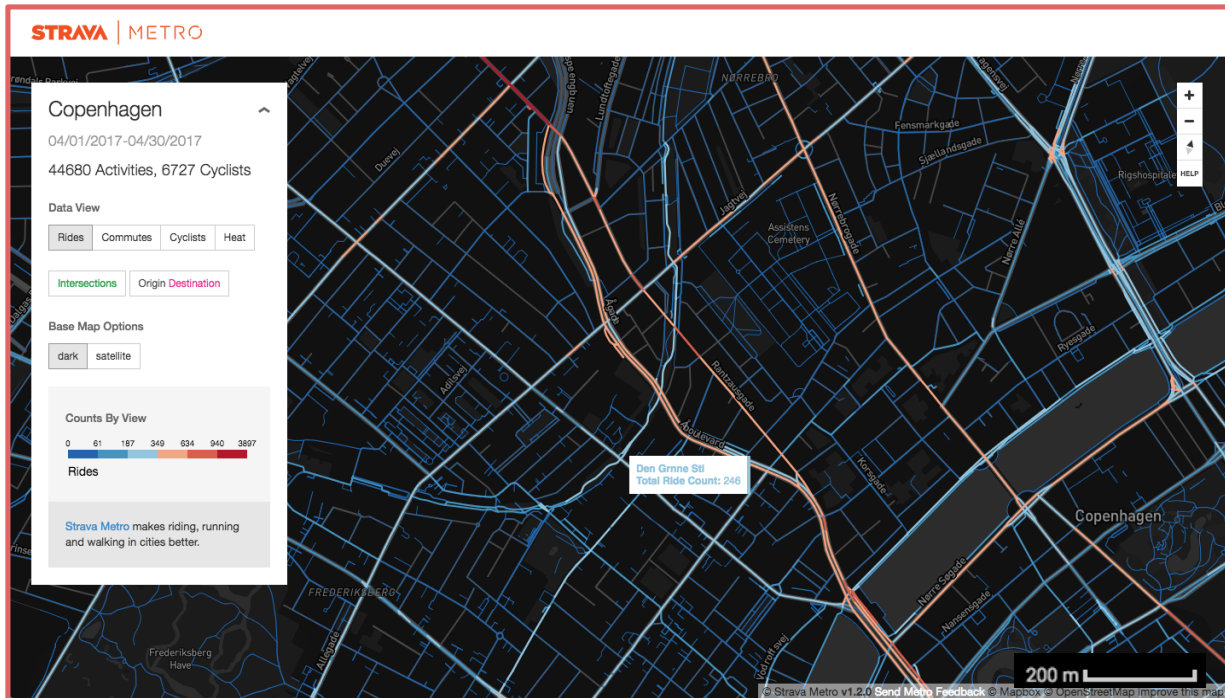 STRAVA | METRO
Copenhagen
04/01/2017-04/30/2017
44680 Activities, 6727 Cyclists
Data View
Rides Commutes Cyclists Heat
Intersections Origin Destination
Base Map Options
dark satellite
Counts By View
0 61 187 349 634 940 3897
Rides
Strava Metro makes riding, running
and walking in cities better.
Lundtoftegade
NØRREBRO
Fensmarkgade
Sjællandsgade
Rigshospitale
+
−
HELP
Duevej
Jagtvej
Nørrebrogade
Assistens
Cemetery
Nørre Allé
Ågade
Ryesgade
Adilsvej
Rantzausgade
Åboulevard
Den Grnne Sti
Total Ride Count: 246
Korsgade
Copenhagen
FREDERIKSBERG
Nørre Søgade
Nansensgade
Allegade
Vodroffsvej
Frederiksberg
Have
200 m
© Strava Metro v1.2.0 Send Metro Feedback © Mapbox © OpenStreetMap Improve this map